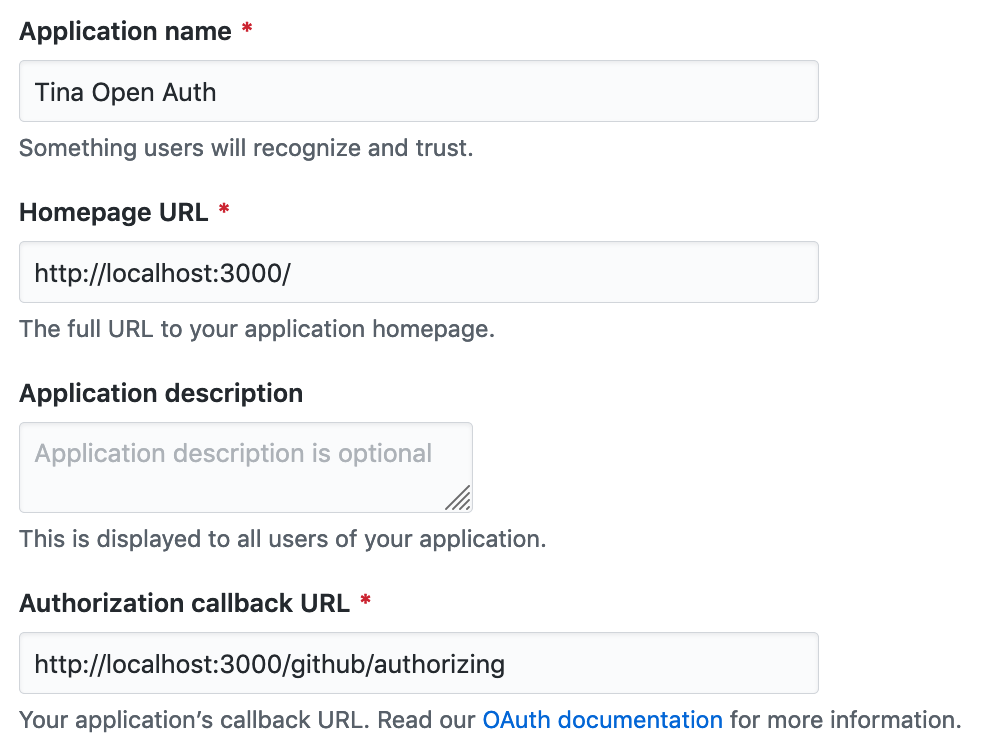 Application name *
Tina Open Auth
Something users will recognize and trust.
Homepage URL *
http://localhost:3000/
The full URL to your application homepage.
Application description
Application description is optional
This is displayed to all users of your application.
Authorization callback URL *
http://localhost:3000/github/authorizing
Your application’s callback URL. Read our OAuth documentation for more information.